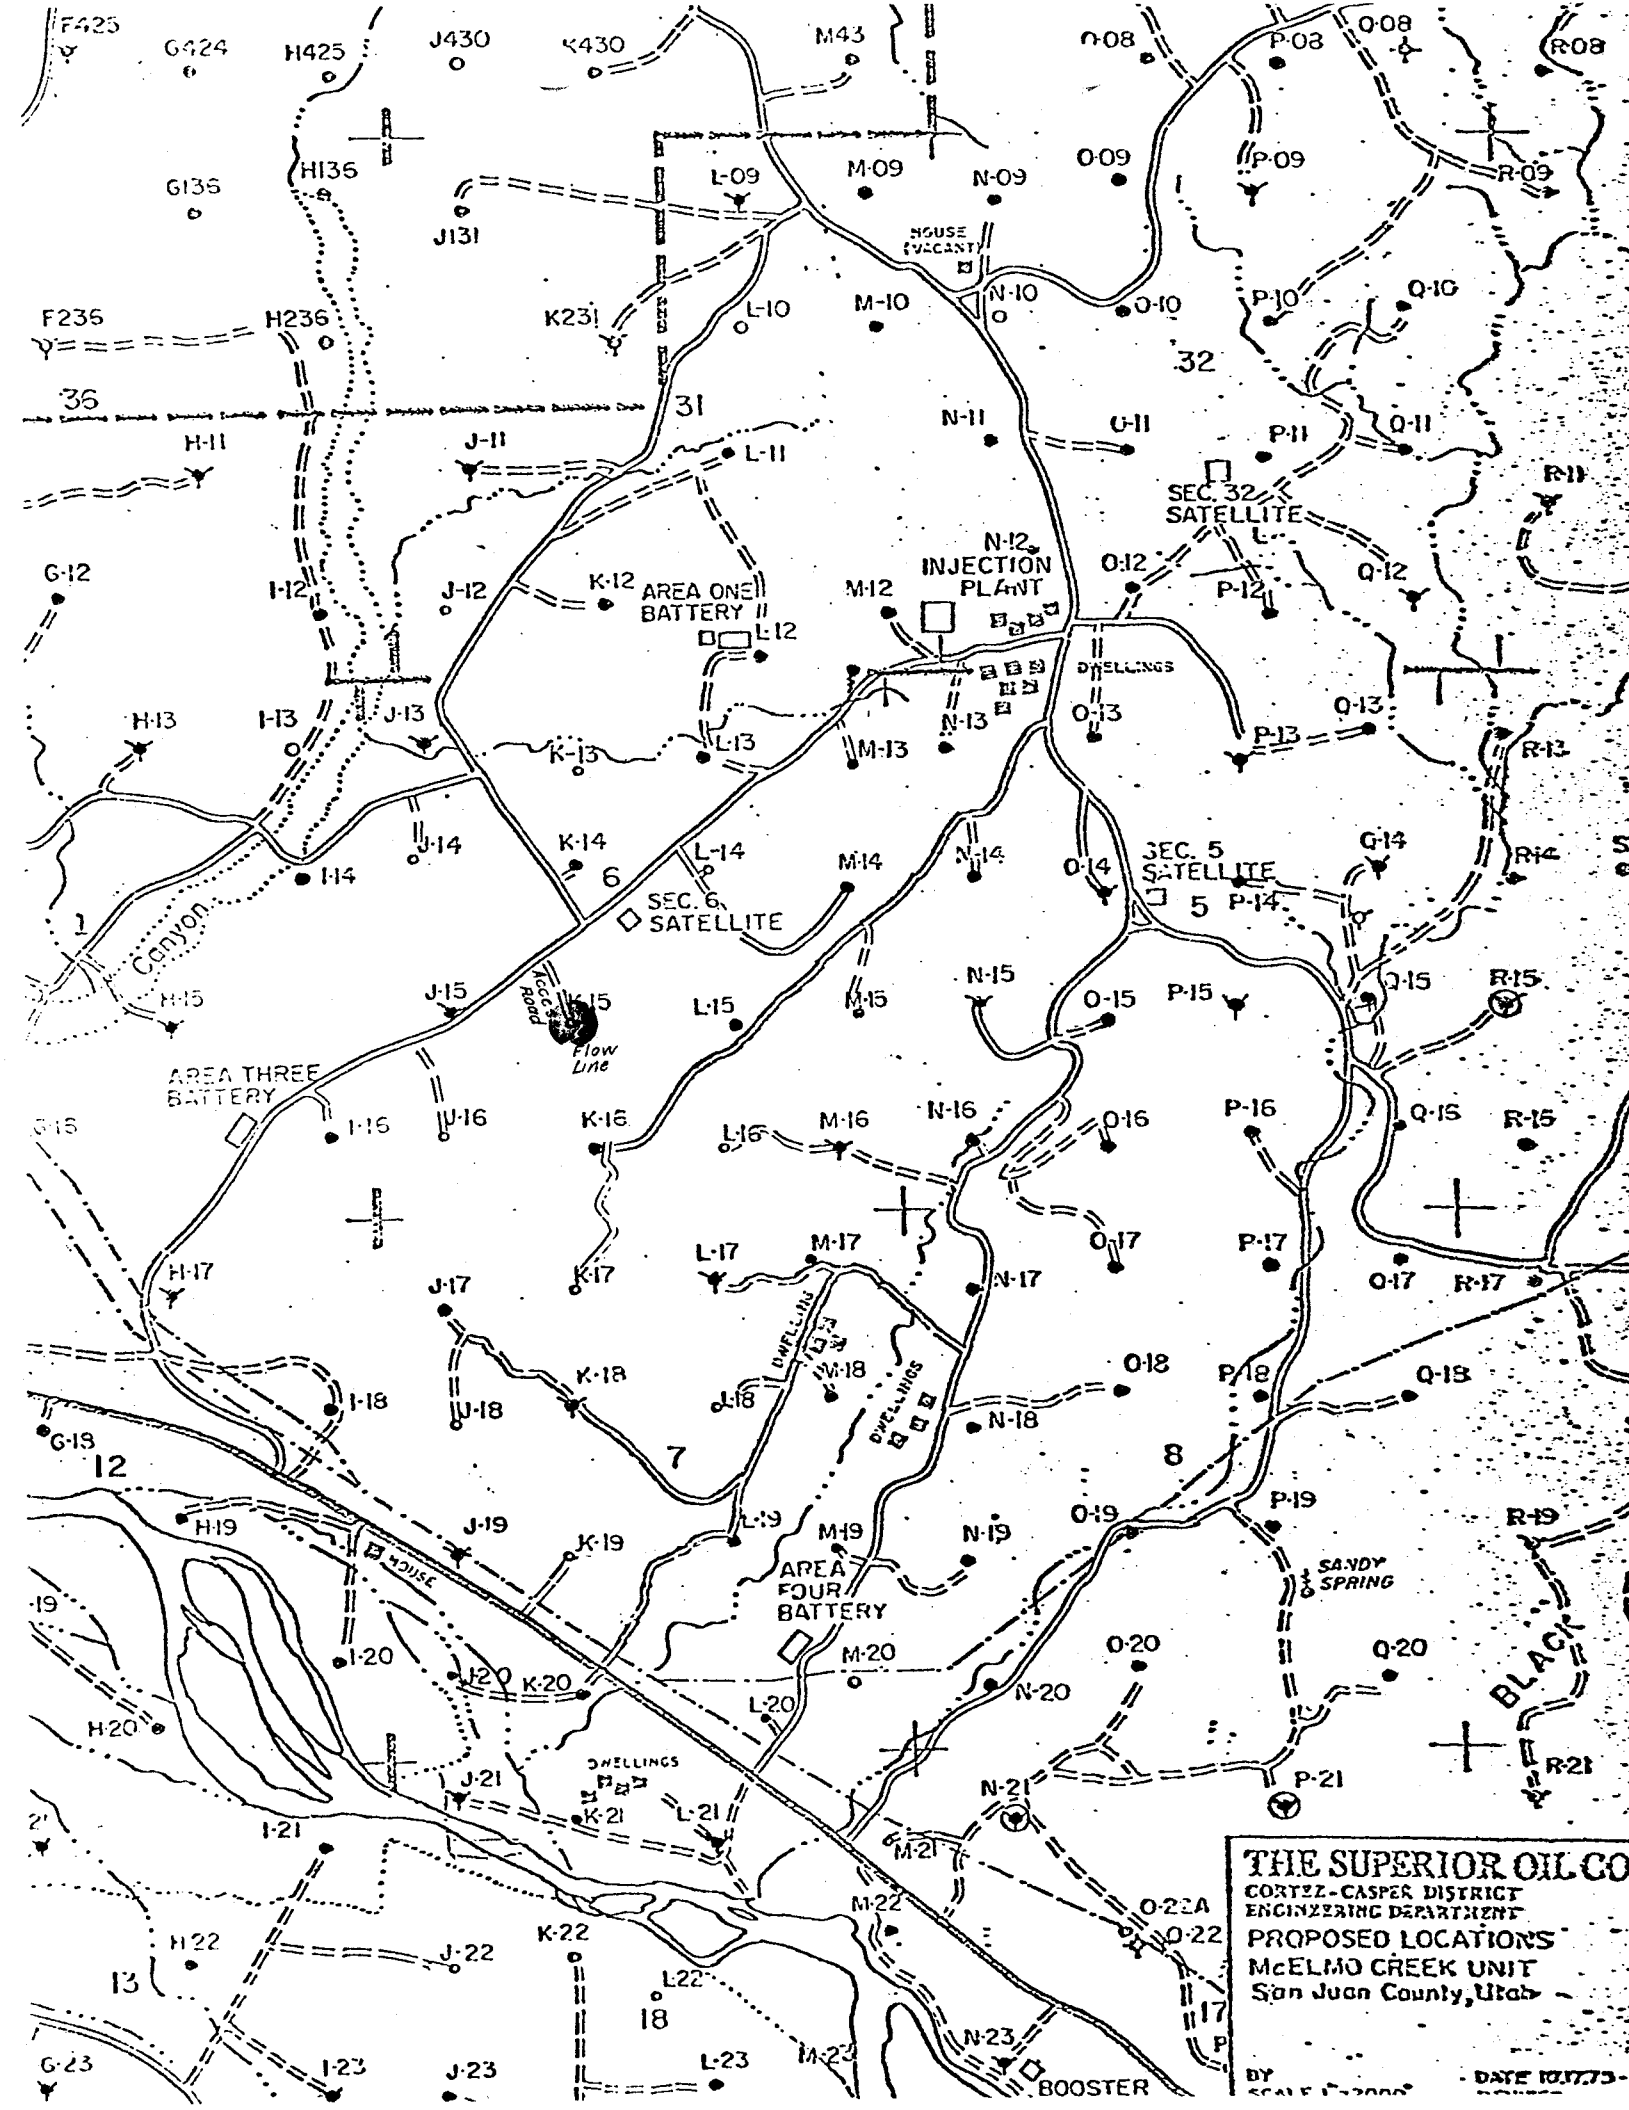 F425
G424
H425
J430
K430
M43
O-08
P-08
Q-08
R-08
G136
H136
J131
L-09
M-09
N-09
O-09
P-09
R-09
HOUSE
(VACANT)
F236
H236
K231
L-10
M-10
N-10
O-10
P-10
Q-10
36
31
32
H-11
J-11
L-11
N-11
O-11
P-11
Q-11
R-11
SEC. 32
SATELLITE
G-12
I-12
J-12
K-12
AREA ONE
BATTERY
L-12
M-12
N-12
INJECTION
PLANT
O-12
P-12
Q-12
DWELLINGS
H-13
I-13
J-13
K-13
L-13
M-13
N-13
O-13
P-13
Q-13
R-13
I-14
J-14
K-14
L-14
M-14
N-14
O-14
SEC. 5
SATELLITE
P-14
Q-14
R-14
1
6
5
SEC. 6
SATELLITE
Canyon
H-15
J-15
Access
Road
K-15
Flow
Line
L-15
M-15
N-15
O-15
P-15
Q-15
R-15
AREA THREE
BATTERY
I-16
J-16
K-16
L-16
M-16
N-16
O-16
P-16
Q-16
R-15
H-17
J-17
K-17
L-17
M-17
N-17
O-17
P-17
Q-17
R-17
DWELLING
I-18
J-18
K-18
L-18
M-18
DWELLINGS
N-18
O-18
P-18
Q-18
G-18
12
7
8
H-19
HOUSE
J-19
K-19
L-19
M-19
N-19
O-19
P-19
R-19
-19
AREA
FOUR
BATTERY
SANDY
SPRING
H-20
I-20
J-20
K-20
L-20
M-20
N-20
O-20
Q-20
BLACK
DWELLINGS
I-21
J-21
K-21
L-21
M-21
N-21
P-21
R-21
H-22
J-22
K-22
L-22
M-22
O-22A
O-22
13
18
17
G-23
I-23
J-23
L-23
M-23
N-23
P
BOOSTER
THE SUPERIOR OIL CO
CORTEZ-CASPER DISTRICT
ENGINEERING DEPARTMENT
PROPOSED LOCATIONS
McELMO CREEK UNIT
San Juan County, Utah
BY
DATE 10.17.75